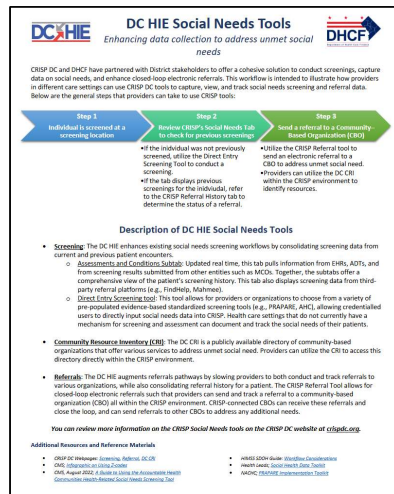 DC HIE
DC HIE Social Needs Tools
Enhancing data collection to address unmet social
needs
DHCF
CRISP DC and DHCF have partnered with District stakeholders to offer a cohesive solution to conduct screenings, capture
data on social needs, and enhance closed-loop electronic referrals. This workflow is intended to illustrate how providers
in different care settings can use CRISP DC tools to capture, view, and track social needs screening and referral data.
Below are the general steps that providers can take to use CRISP tools:
Step 1
Individual is screened at a
screening location
Step 2
Review CRISP's Social Needs Tab
to check for previous screenings
Step 3
Send a referral to a Community-
Based Organization (CBO)
•If the individual was not previously
screened, utilize the Direct Entry
Screening Tool to conduct a
screening.
•If the tab displays previous
screenings for the inidviudal, refer
to the CRISP Referral History tab to
determine the status of a referral.
•Utilize the CRISP Referral tool to
send an electronic referral to a
CBO to address unmet social need.
•Providers can utilize the DC CRI
within the CRISP environment to
identify resources.
Description of DC HIE Social Needs Tools
• Screening: The DC HIE enhances existing social needs screening workflows by consolidating screening data from
current and previous patient encounters.
o Assessments and Conditions Subtab: Updated real time, this tab pulls information from EHRs, ADTs, and
from screening results submitted from other entities such as MCOs. Together, the subtabs offer a
comprehensive view of the patient's screening history. This tab also displays screening data from third-
party referral platforms (e.g., FindHelp, Mahmee).
o Direct Entry Screening tool: This tool allows for providers or organizations to choose from a variety of
pre-populated evidence-based standardized screening tools (e.g., PRAPARE, AHC), allowing credentialed
users to directly input social needs data into CRISP. Health care settings that do not currently have a
mechanism for screening and assessment can document and track the social needs of their patients.
• Community Resource Inventory (CRI): The DC CRI is a publicly available directory of community-based
organizations that offer various services to address unmet social need. Providers can utilize the CRI to access this
directory directly within the CRISP environment.
• Referrals: The DC HIE augments referrals pathways by slowing providers to both conduct and track referrals to
various organizations, while also consolidating referral history for a patient. The CRISP Referral Tool allows for
closed-loop electronic referrals such that providers can send and track a referral to a community-based
organization (CBO) all within the CRISP environment. CRISP-connected CBOs can receive these referrals and
close the loop, and can send referrals to other CBOs to address any additional needs.
You can review more information on the CRISP Social Needs tools on the CRISP DC website at crispdc.org.
Additional Resources and Reference Materials
• CRISP DC Webpages: Screening, Referral, DC CRI
• CMS; Infographic on Using Z-codes
• CMS, August 2022; A Guide to Using the Accountable Health
Communities Health-Related Social Needs Screening Tool
• HIMSS SDOH Guide: Workflow Considerations
• Health Leads; Social Health Data Toolkit
• NACHC; PRAPARE Implementation Toolkit